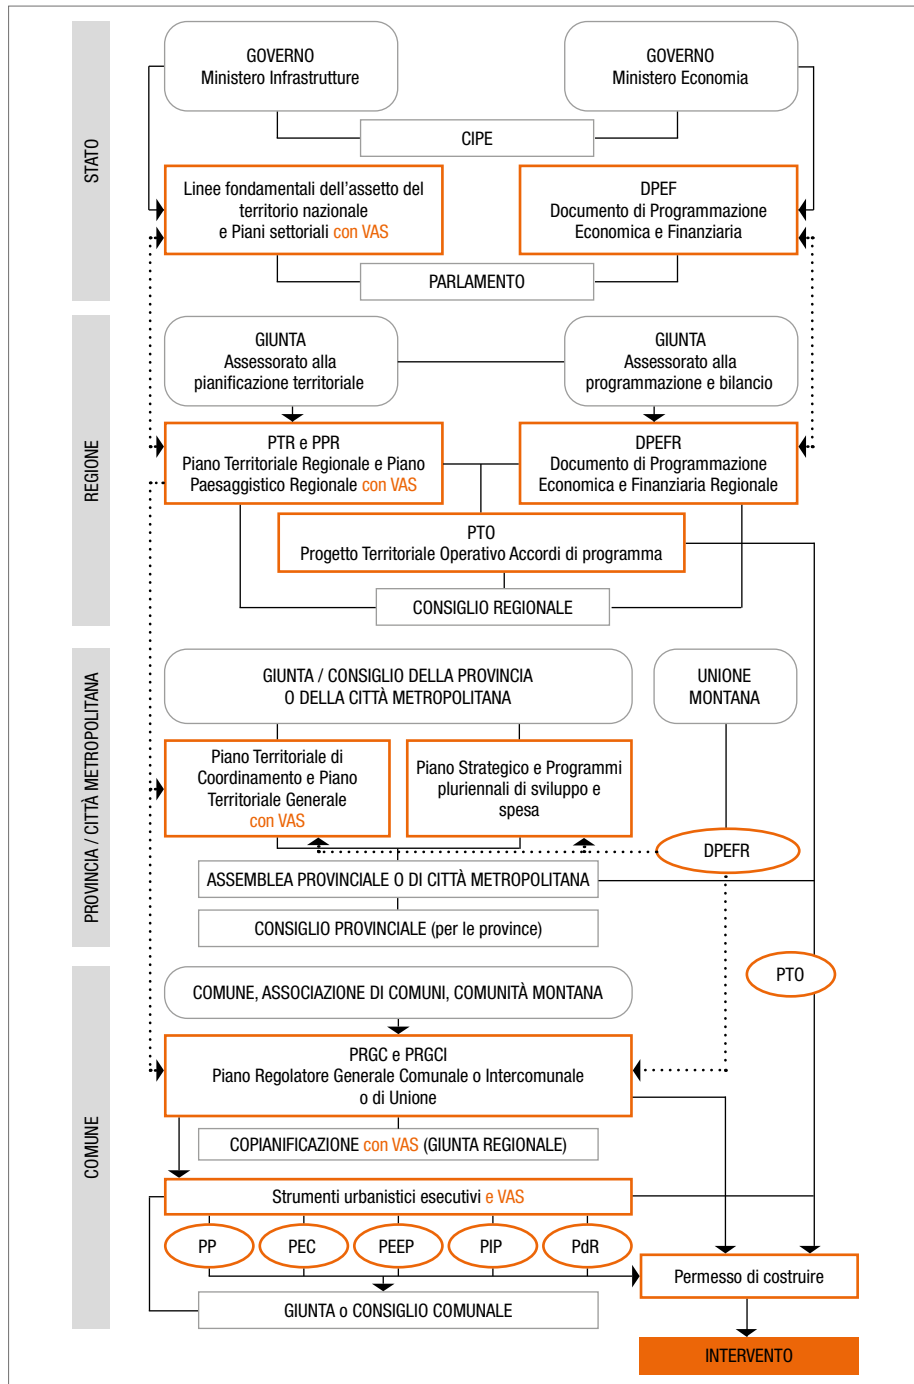 STATO
GOVERNO
Ministero Infrastrutture
GOVERNO
Ministero Economia
CIPE
Linee fondamentali dell'assetto del
territorio nazionale
e Piani settoriali con VAS
DPEF
Documento di Programmazione
Economica e Finanziaria
PARLAMENTO
REGIONE
GIUNTA
Assessorato alla
pianificazione territoriale
GIUNTA
Assessorato alla
programmazione e bilancio
PTR e PPR
Piano Territoriale Regionale e Piano
Paesaggistico Regionale con VAS
DPEFR
Documento di Programmazione
Economica e Finanziaria Regionale
PTO
Progetto Territoriale Operativo Accordi di programma
CONSIGLIO REGIONALE
PROVINCIA / CITTÀ METROPOLITANA
GIUNTA / CONSIGLIO DELLA PROVINCIA
O DELLA CITTÀ METROPOLITANA
UNIONE
MONTANA
Piano Territoriale di
Coordinamento e Piano
Territoriale Generale
con VAS
Piano Strategico e Programmi
pluriennali di sviluppo e
spesa
DPEFR
ASSEMBLEA PROVINCIALE O DI CITTÀ METROPOLITANA
CONSIGLIO PROVINCIALE (per le province)
PTO
COMUNE
COMUNE, ASSOCIAZIONE DI COMUNI, COMUNITÀ MONTANA
PRGC e PRGCI
Piano Regolatore Generale Comunale o Intercomunale
o di Unione
COPIANIFICAZIONE con VAS (GIUNTA REGIONALE)
Strumenti urbanistici esecutivi e VAS
PP
PEC
PEEP
PIP
PdR
Permesso di costruire
GIUNTA o CONSIGLIO COMUNALE
INTERVENTO